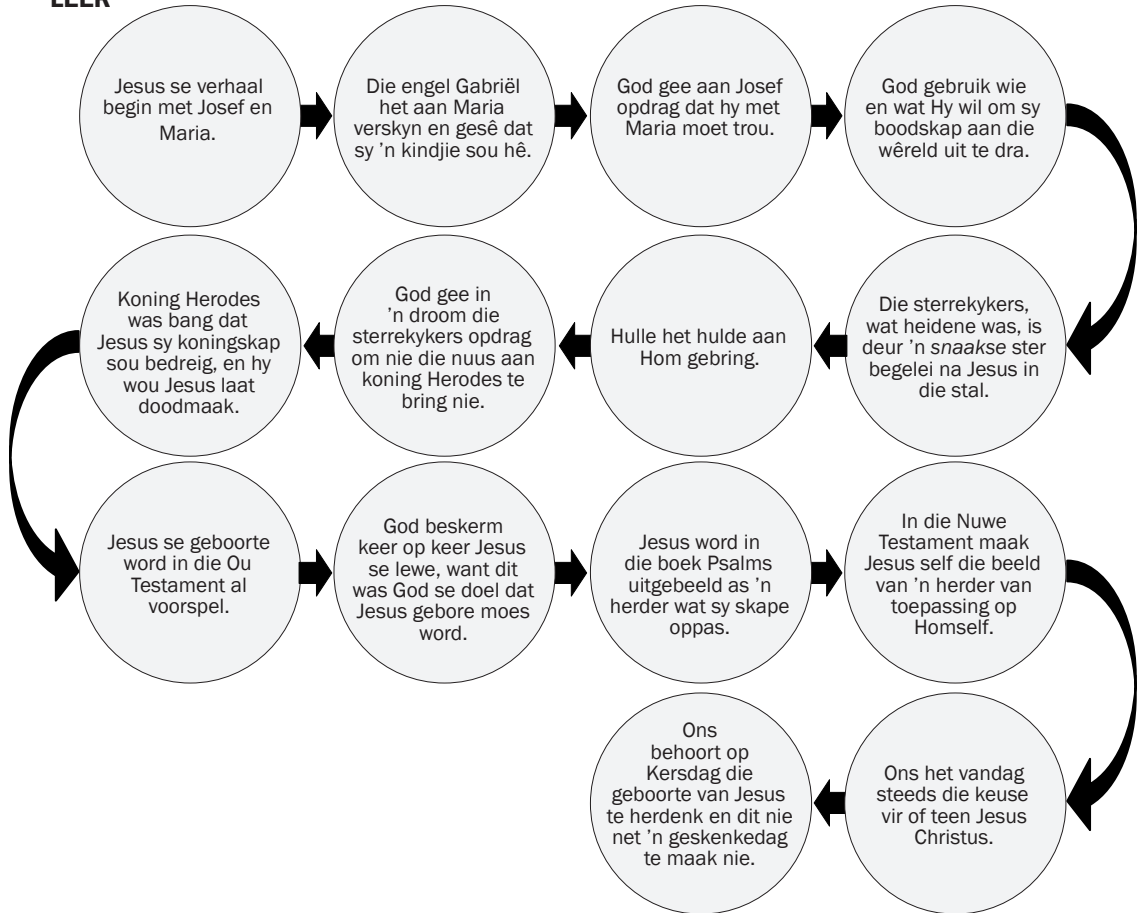 LEER
Jesus se verhaal
begin met Josef en
Maria.
Die engel Gabriël
het aan Maria
verskyn en gesê dat
sy ’n kindjie sou hê.
God gee aan Josef
opdrag dat hy met
Maria moet trou.
God gebruik wie
en wat Hy wil om sy
boodskap aan die
wêreld uit te dra.
Die sterrekykers,
wat heidene was, is
deur ’n snaakse ster
begelei na Jesus in
die stal.
Hulle het hulde aan
Hom gebring.
God gee in
’n droom die
sterrekykers opdrag
om nie die nuus aan
koning Herodes te
bring nie.
Koning Herodes
was bang dat
Jesus sy koningskap
sou bedreig, en hy
wou Jesus laat
doodmaak.
Jesus se geboorte
word in die Ou
Testament al
voorspel.
God beskerm
keer op keer Jesus
se lewe, want dit
was God se doel dat
Jesus gebore moes
word.
Jesus word in
die boek Psalms
uitgebeeld as ’n
herder wat sy skape
oppas.
In die Nuwe
Testament maak
Jesus self die beeld
van ’n herder van
toepassing op
Homself.
Ons het vandag
steeds die keuse
vir of teen Jesus
Christus.
Ons
behoort op
Kersdag die
geboorte van Jesus
te herdenk en dit nie
net ’n geskenkedag
te maak nie.